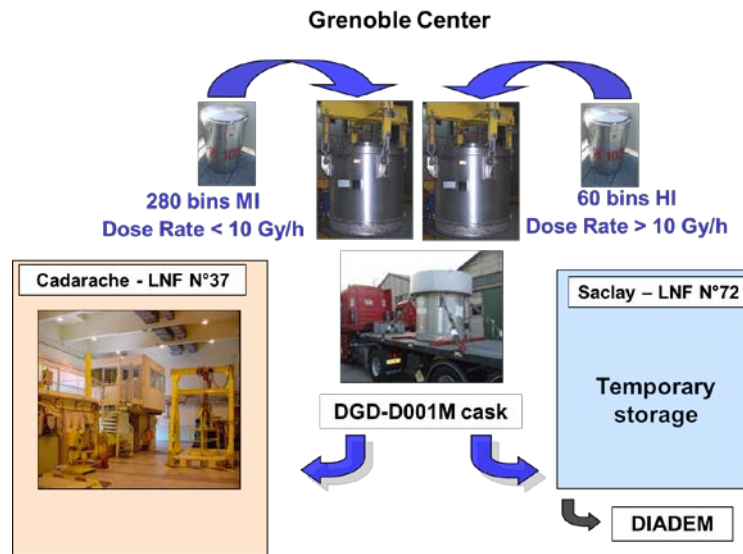 Grenoble Center
280 bins MI
Dose Rate < 10 Gy/h
60 bins HI
Dose Rate > 10 Gy/h
Cadarache - LNF N°37
Saclay – LNF N°72
Temporary
storage
DGD-D001M cask
DIADEM